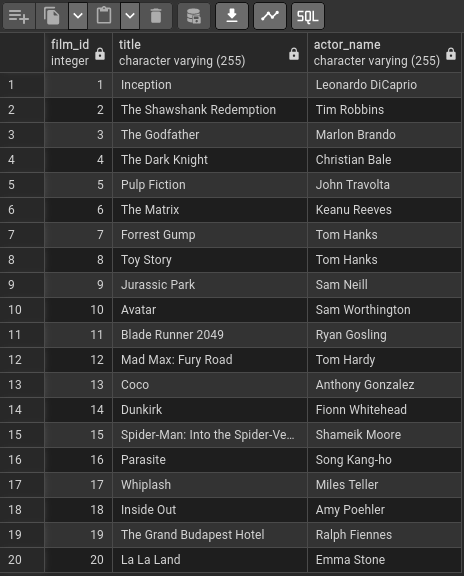 SQL
film_id title actor_name
integer character varying (255) character varying (255)
1 1 Inception Leonardo DiCaprio
2 2 The Shawshank Redemption Tim Robbins
3 3 The Godfather Marlon Brando
4 4 The Dark Knight Christian Bale
5 5 Pulp Fiction John Travolta
6 6 The Matrix Keanu Reeves
7 7 Forrest Gump Tom Hanks
8 8 Toy Story Tom Hanks
9 9 Jurassic Park Sam Neill
10 10 Avatar Sam Worthington
11 11 Blade Runner 2049 Ryan Gosling
12 12 Mad Max: Fury Road Tom Hardy
13 13 Coco Anthony Gonzalez
14 14 Dunkirk Fionn Whitehead
15 15 Spider-Man: Into the Spider-Ve... Shameik Moore
16 16 Parasite Song Kang-ho
17 17 Whiplash Miles Teller
18 18 Inside Out Amy Poehler
19 19 The Grand Budapest Hotel Ralph Fiennes
20 20 La La Land Emma Stone